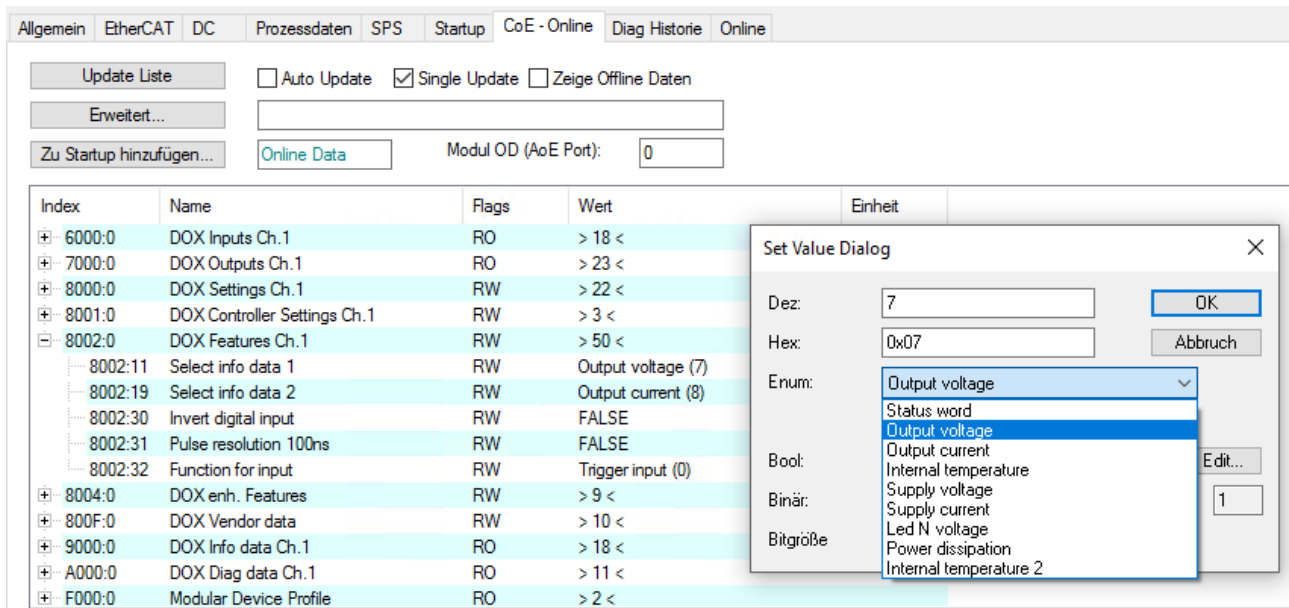 Allgemein EtherCAT DC Prozessdaten SPS Startup CoE - Online Diag Historie Online
Update Liste Auto Update Single Update Zeige Offline Daten
Erweitert...
Zu Startup hinzufügen... Online Data Modul OD (AoE Port): 0
Index Name Flags Wert Einheit
6000:0 DOX Inputs Ch.1 RO > 18 <
7000:0 DOX Outputs Ch.1 RO > 23 <
8000:0 DOX Settings Ch.1 RW > 22 <
8001:0 DOX Controller Settings Ch.1 RW > 3 <
8002:0 DOX Features Ch.1 RW > 50 <
8002:11 Select info data 1 RW Output voltage (7)
8002:19 Select info data 2 RW Output current (8)
8002:30 Invert digital input RW FALSE
8002:31 Pulse resolution 100ns RW FALSE
8002:32 Function for input RW Trigger input (0)
8004:0 DOX enh. Features RW > 9 <
800F:0 DOX Vendor data RW > 10 <
9000:0 DOX Info data Ch.1 RO > 18 <
A000:0 DOX Diag data Ch.1 RO > 11 <
F000:0 Modular Device Profile RO > 2 <
Set Value Dialog
Dez: 7 OK
Hex: 0x07 Abbruch
Enum: Output voltage
Status word
Output voltage
Output current
Internal temperature
Supply voltage
Supply current
Led N voltage
Power dissipation
Internal temperature 2
Bool: Edit...
Binär: 1
Bitgröße